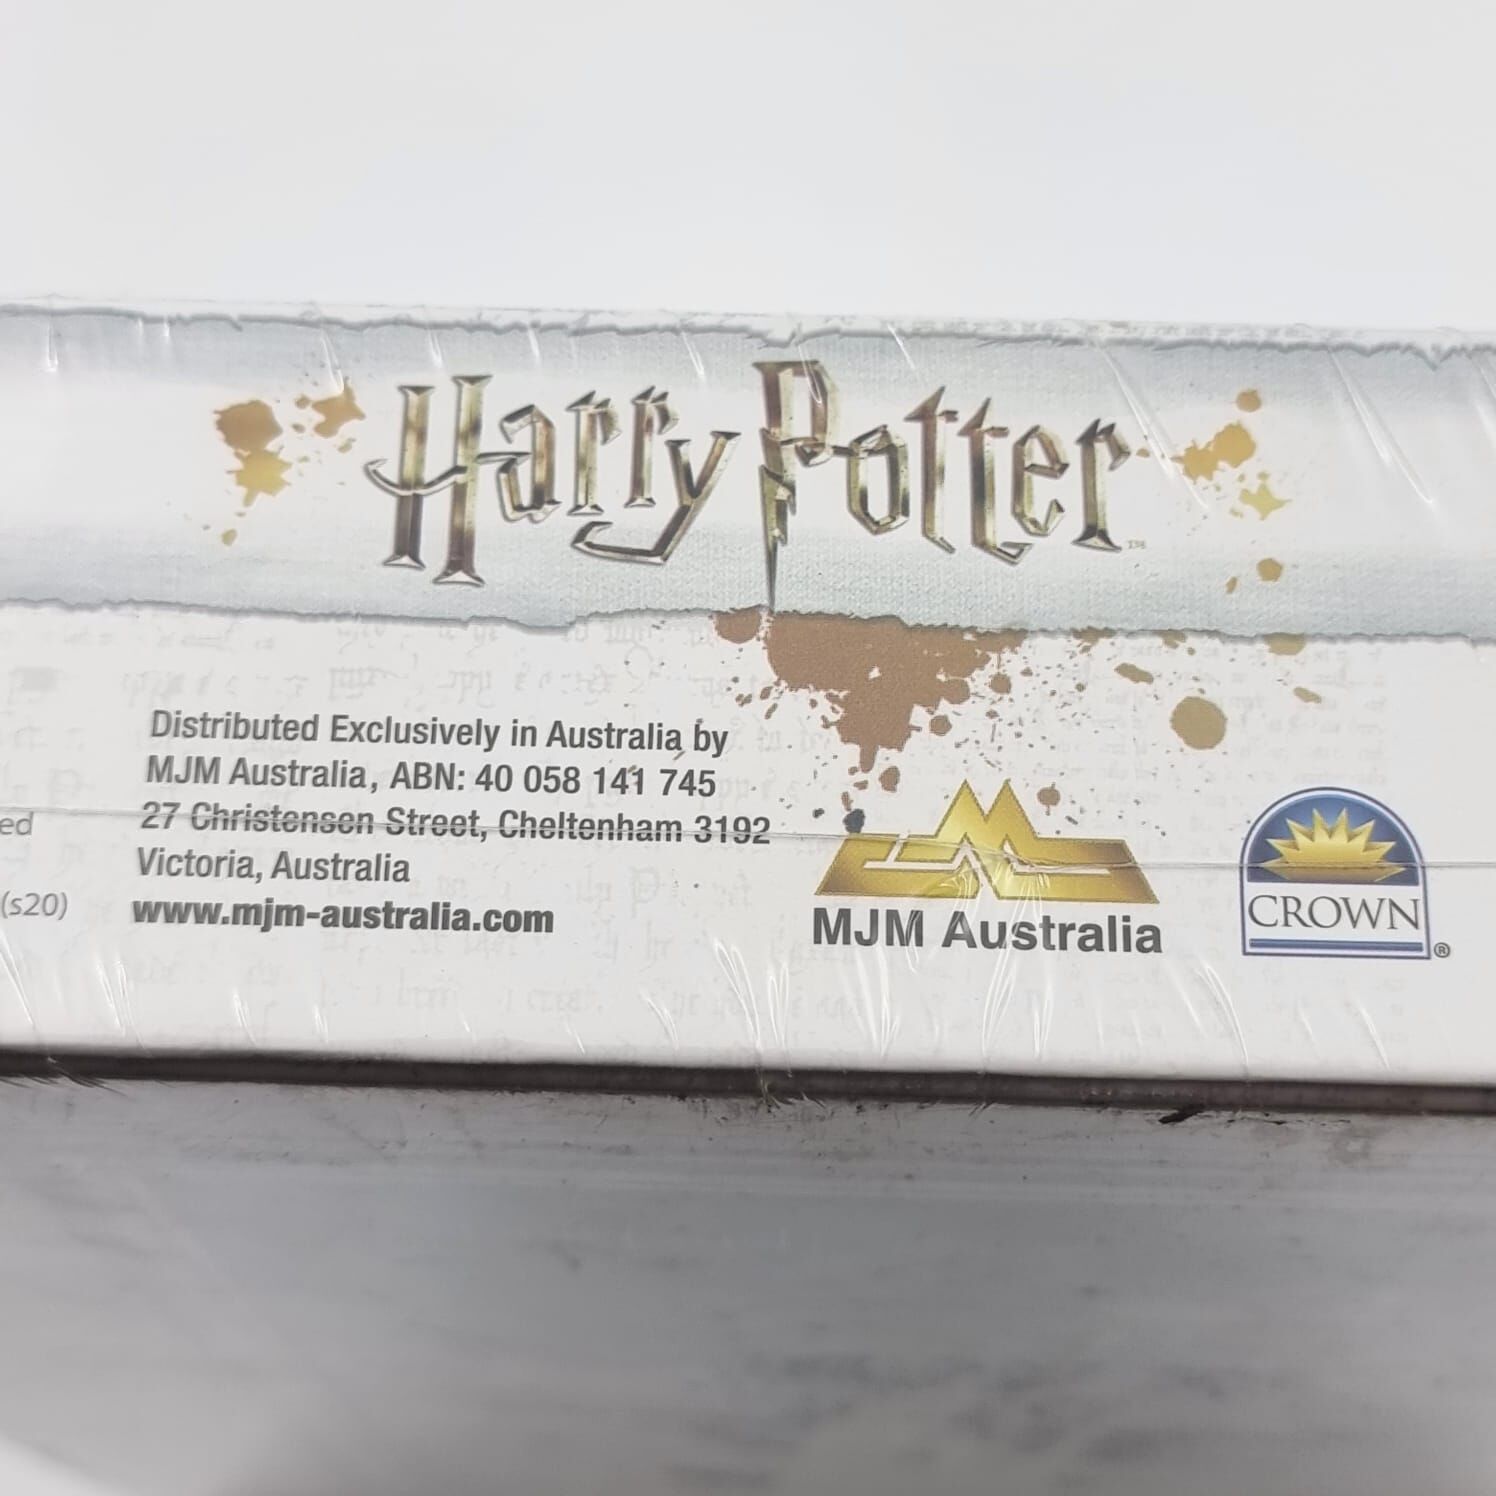 Harry Potter™
Distributed Exclusively in Australia by
MJM Australia, ABN: 40 058 141 745
27 Christensen Street, Cheltenham 3192
Victoria, Australia
www.mjm-australia.com
ed
(s20)
MJM Australia
CROWN®